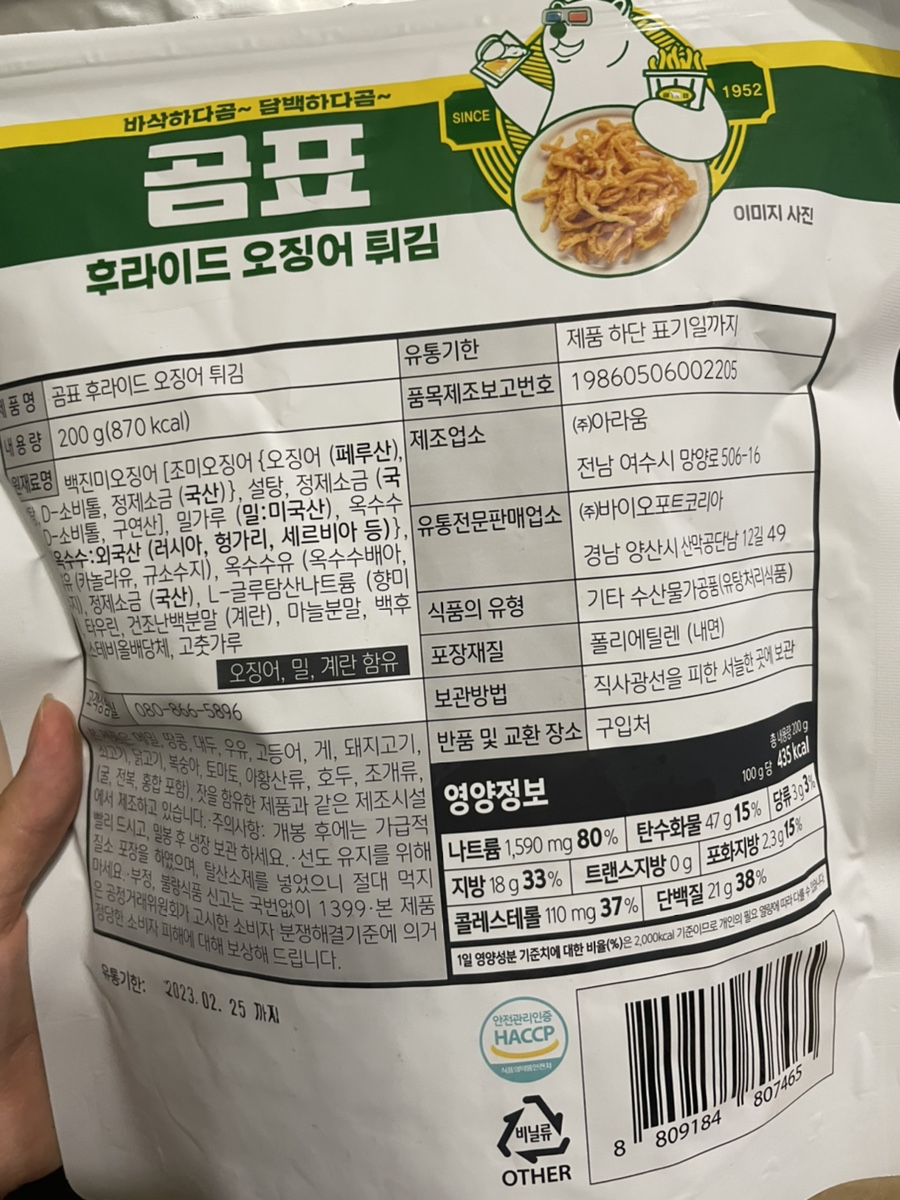 바삭하다곰~ 담백하다곰~
SINCE
1952
곰표
후라이드 오징어 튀김
이미지 사진
제품명 곰표 후라이드 오징어 튀김
내용량 200 g(870 kcal)
원재료명 백진미오징어 [조미오징어 {오징어 (페루산),
D-소비톨, 정제소금 (국산)}, 설탕, 정제소금 (국
D-소비톨, 구연산], 밀가루 (밀:미국산), 옥수수
옥수수:외국산 (러시아, 헝가리, 세르비아 등)},
유 (카놀라유, 규소수지), 옥수수유 (옥수수배아,
정제소금 (국산), L-글루탐산나트륨 (향미
타우린, 건조난백분말 (계란), 마늘분말, 백후
스테비올배당체, 고춧가루
오징어, 밀, 계란 함유
고객상담실 080-866-5896
메밀, 땅콩, 대두, 우유, 고등어, 게, 돼지고기,
쇠고기, 닭고기, 복숭아, 토마토, 아황산류, 호두, 조개류,
(굴, 전복, 홍합 포함), 잣을 함유한 제품과 같은 제조시설
에서 제조하고 있습니다.·주의사항: 개봉 후에는 가급적
빨리 드시고, 밀봉 후 냉장 보관 하세요.·선도 유지를 위해
질소 포장을 하였으며, 탈산소제를 넣었으니 절대 먹지
마세요.·부정, 불량식품 신고는 국번없이 1399·본 제품
은 공정거래위원회가 고시한 소비자 분쟁해결기준에 의거
정당한 소비자 피해에 대해 보상해 드립니다.
유통기한: 2023.02. 25 까지
유통기한 제품 하단 표기일까지
품목제조보고번호 19860506002205
제조업소 ㈜아라움
전남 여수시 망양로 506-16
유통전문판매업소 ㈜바이오포트코리아
경남 양산시 산막공단남 12길 49
식품의 유형 기타 수산물가공품(유탕처리식품)
포장재질 폴리에틸렌 (내면)
보관방법 직사광선을 피한 서늘한 곳에 보관
반품 및 교환 장소 구입처
영양정보
총 내용량 200 g
100 g 당 435 kcal
나트륨 1,590 mg 80% 탄수화물 47 g 15% 당류 3 g 3%
지방 18 g 33% 트랜스지방 0 g 포화지방 2.3 g 15%
콜레스테롤 110 mg 37% 단백질 21 g 38%
1일 영양성분 기준치에 대한 비율(%)은 2,000kcal 기준이므로 개인의 필요 열량에 따라 다를 수 있습니다.
안전관리인증
HACCP
식품의약품안전처
비닐류
OTHER
8 809184 807465